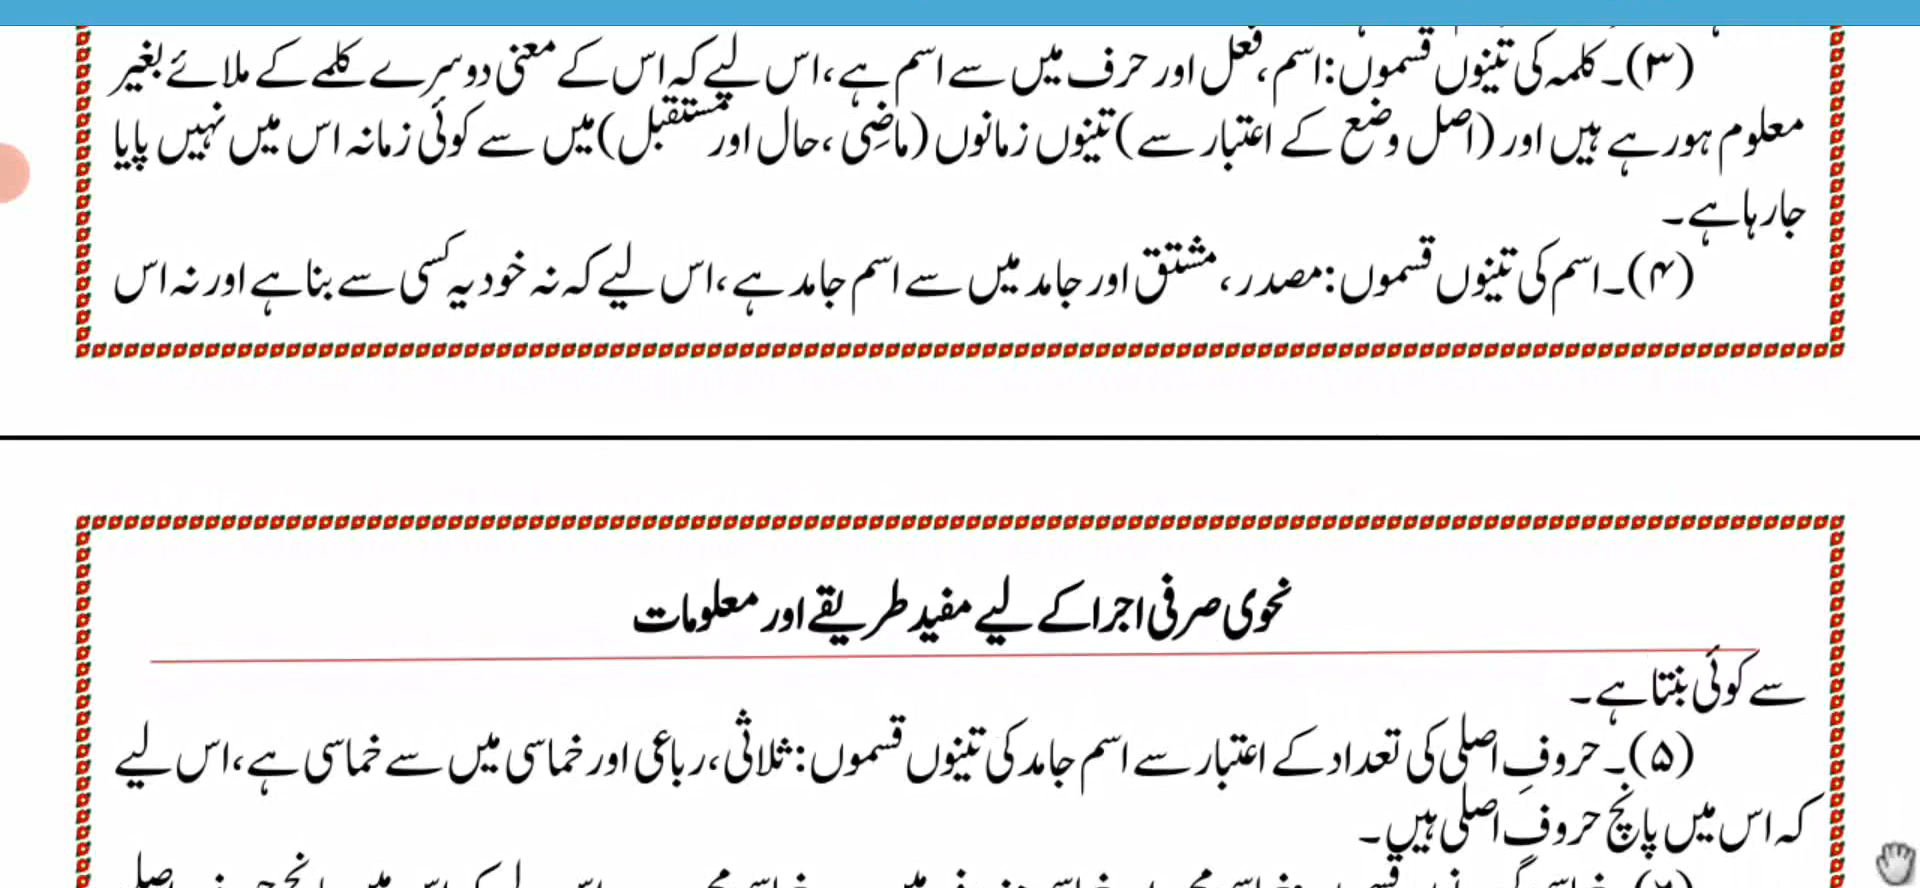 (۳)۔ کلمہ کی تینوں قسموں: اسم، فعل اور حرف میں سے اسم ہے، اس لیے کہ اس کے معنی دوسرے کلمے کے ملائے بغیر
معلوم ہورہے ہیں اور (اصل وضع کے اعتبار سے) تینوں زمانوں (ماضِی، حال اور مستقبل) میں سے کوئی زمانہ اس میں نہیں پایا
جارہا ہے۔
(۴)۔ اسم کی تینوں قسموں: مصدر، مشتق اور جامد میں سے اسم جامد ہے، اس لیے کہ نہ خود یہ کسی سے بنا ہے اور نہ اس
نحوی صرفی اجرا کے لیے مفید طریقے اور معلومات
سے کوئی بنتا ہے۔
(۵)۔ حروفِ اصلی کی تعداد کے اعتبار سے اسم جامد کی تینوں قسموں: ثلاثی، رباعی اور خماسی میں سے خماسی ہے، اس لیے
کہ اس میں پانچ حروفِ اصلی ہیں۔